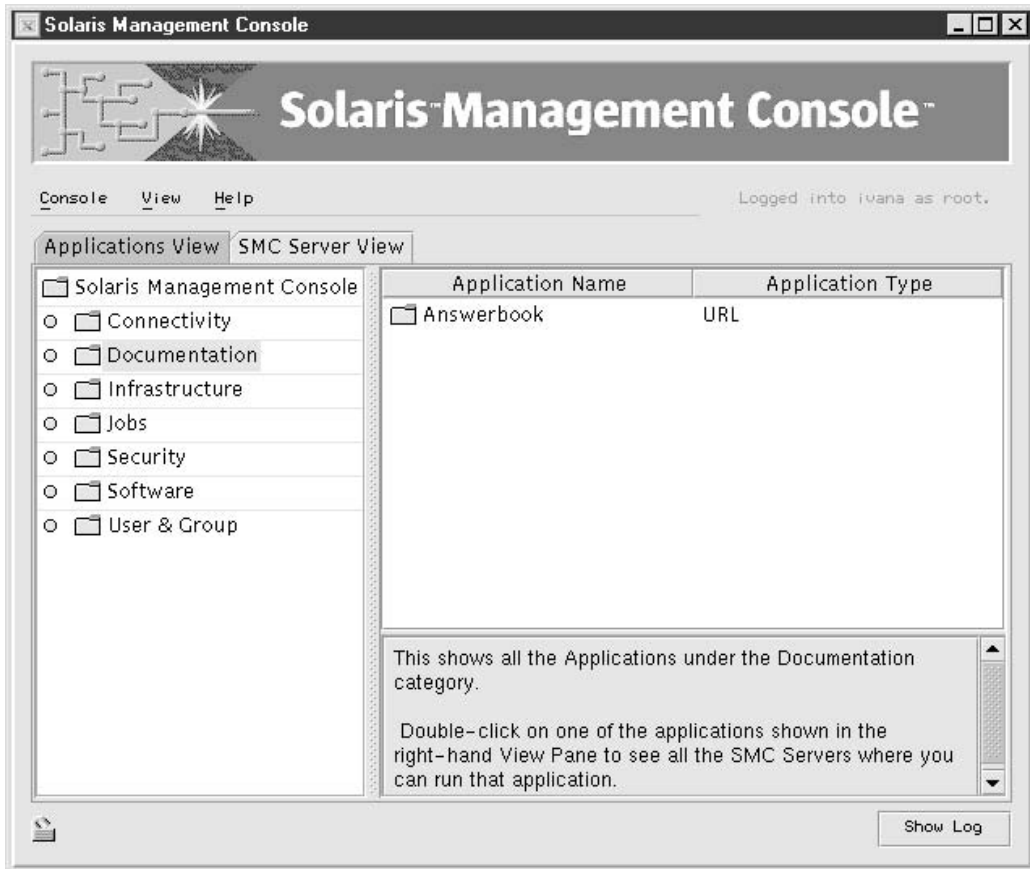 Solaris Management Console
Solaris™Management Console™
Console View Help
Logged into ivana as root.
Applications View SMC Server View
Solaris Management Console
Connectivity
Documentation
Infrastructure
Jobs
Security
Software
User & Group
Application Name Application Type
Answerbook URL
This shows all the Applications under the Documentation
category.
Double-click on one of the applications shown in the
right-hand View Pane to see all the SMC Servers where you
can run that application.
Show Log